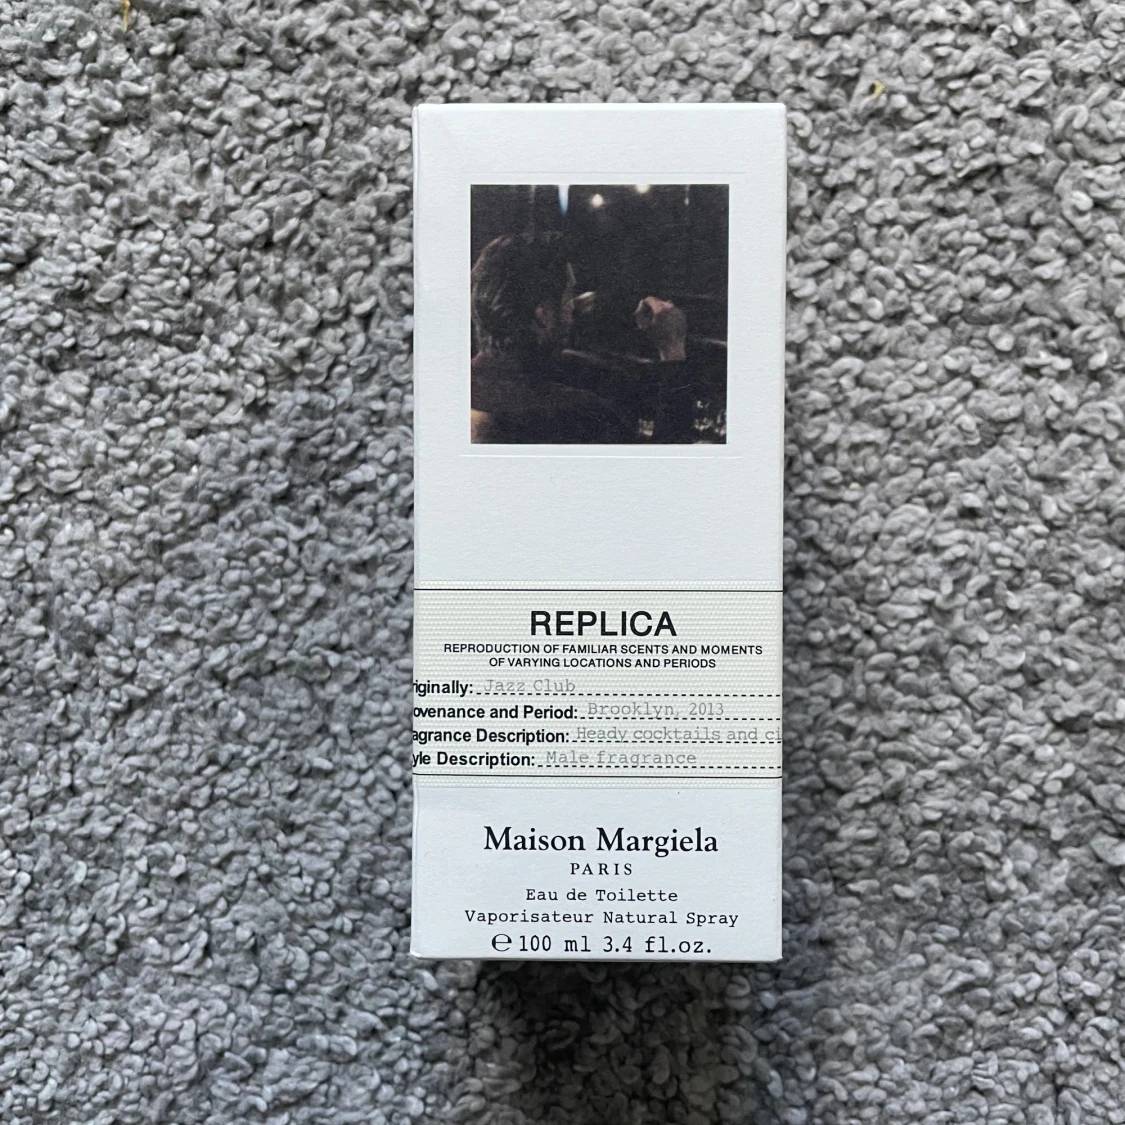 REPLICA
REPRODUCTION OF FAMILIAR SCENTS AND MOMENTS
OF VARYING LOCATIONS AND PERIODS
riginally: Jazz Club
ovenance and Period: Brooklyn, 2013
agrance Description: Heady cocktails and ci
yle Description: Male fragrance
Maison Margiela
PARIS
Eau de Toilette
Vaporisateur Natural Spray
℮ 100 ml 3.4 fl.oz.